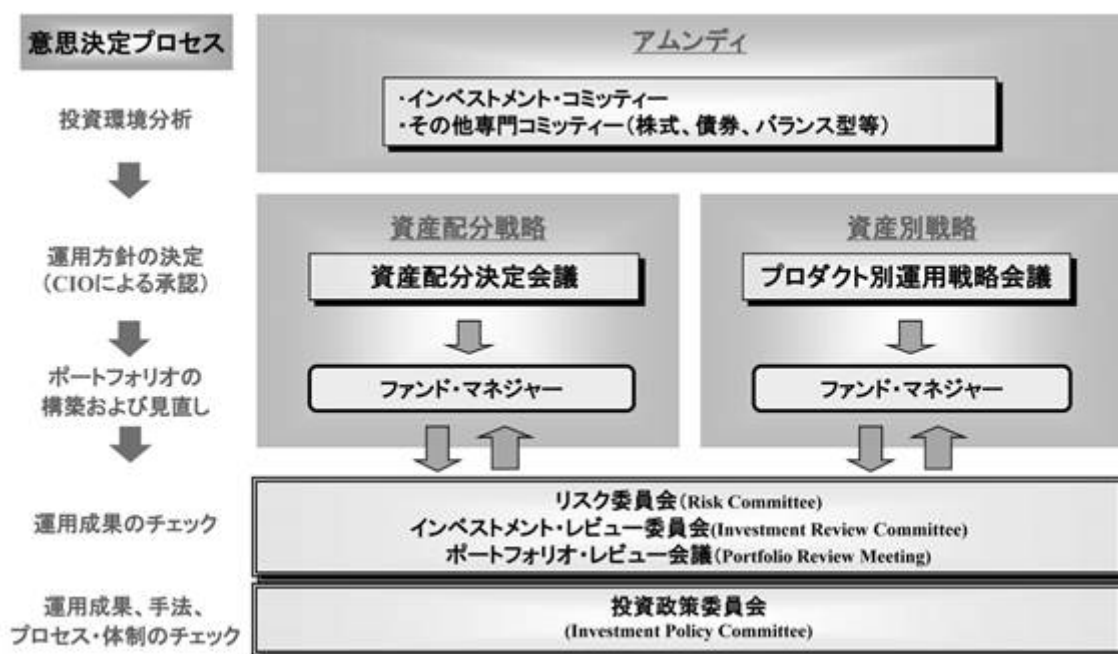 意思決定プロセス
アムンディ
投資環境分析
・インベストメント・コミッティー
・その他専門コミッティー(株式、債券、バランス型等)
運用方針の決定
(CIOによる承認)
資産配分戦略
資産配分決定会議
資産別戦略
プロダクト別運用戦略会議
ポートフォリオの
構築および見直し
ファンド・マネジャー
ファンド・マネジャー
運用成果のチェック
リスク委員会(Risk Committee)
インベストメント・レビュー委員会(Investment Review Committee)
ポートフォリオ・レビュー会議(Portfolio Review Meeting)
運用成果、手法、
プロセス・体制のチェック
投資政策委員会
(Investment Policy Committee)